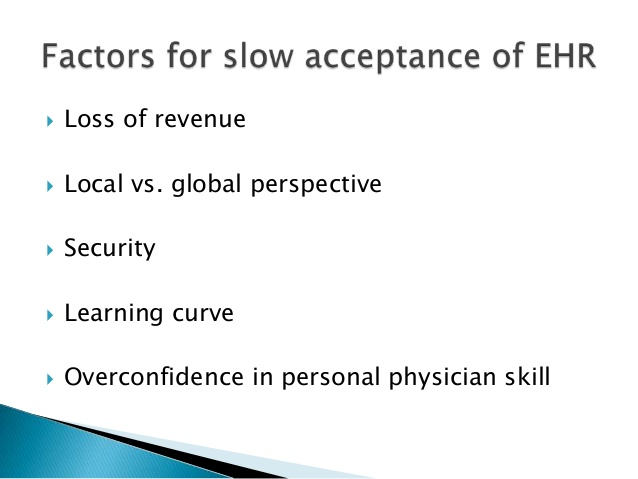 Factors for slow acceptance of EHR
Loss of revenue
Local vs. global perspective
Security
Learning curve
Overconfidence in personal physician skill